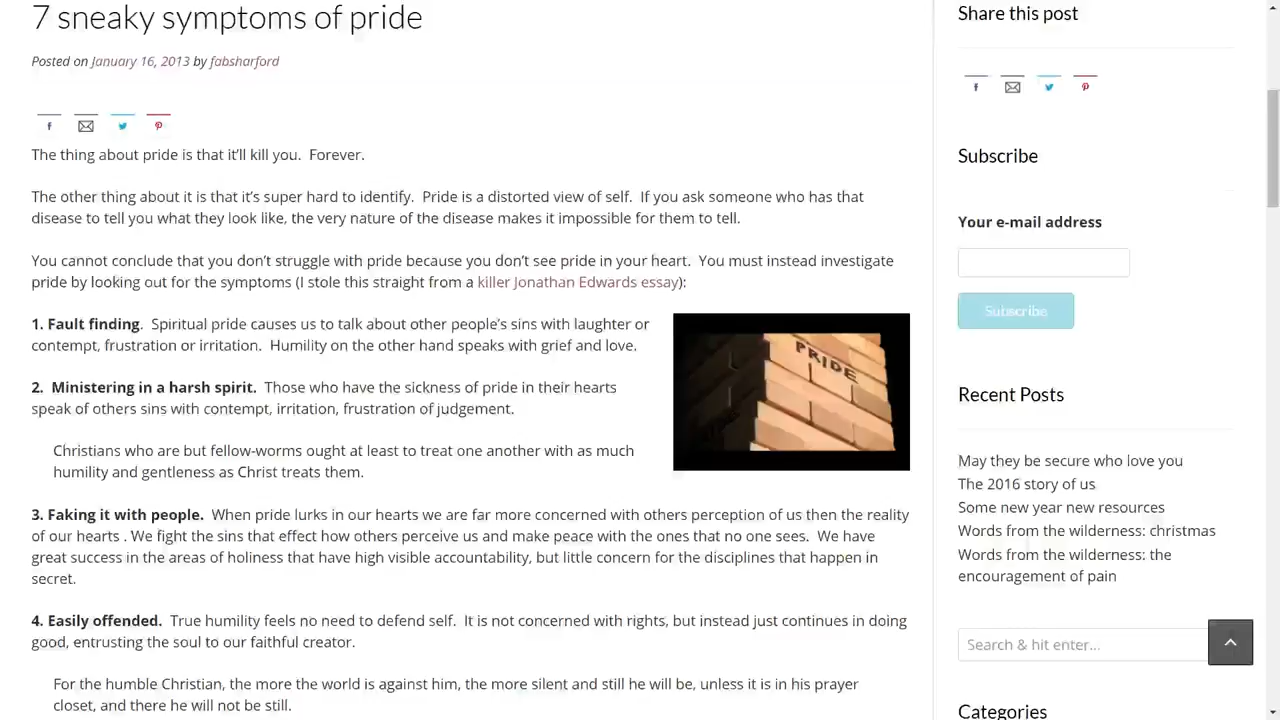 7 sneaky symptoms of pride
Posted on January 16, 2013 by fabsharford
The thing about pride is that it'll kill you.  Forever.
The other thing about it is that it's super hard to identify.  Pride is a distorted view of self.  If you ask someone who has that
disease to tell you what they look like, the very nature of the disease makes it impossible for them to tell.
You cannot conclude that you don't struggle with pride because you don't see pride in your heart.  You must instead investigate
pride by looking out for the symptoms (I stole this straight from a killer Jonathan Edwards essay):
1. Fault finding.  Spiritual pride causes us to talk about other people's sins with laughter or
contempt, frustration or irritation.  Humility on the other hand speaks with grief and love.
PRIDE
2.  Ministering in a harsh spirit.  Those who have the sickness of pride in their hearts
speak of others sins with contempt, irritation, frustration of judgement.
Christians who are but fellow-worms ought at least to treat one another with as much
humility and gentleness as Christ treats them.
3. Faking it with people.  When pride lurks in our hearts we are far more concerned with others perception of us then the reality
of our hearts . We fight the sins that effect how others perceive us and make peace with the ones that no one sees.  We have
great success in the areas of holiness that have high visible accountability, but little concern for the disciplines that happen in
secret.
4. Easily offended.  True humility feels no need to defend self.  It is not concerned with rights, but instead just continues in doing
good, entrusting the soul to our faithful creator.
For the humble Christian, the more the world is against him, the more silent and still he will be, unless it is in his prayer
closet, and there he will not be still.
Share this post
Subscribe
Your e-mail address
Subscribe
Recent Posts
May they be secure who love you
The 2016 story of us
Some new year new resources
Words from the wilderness: christmas
Words from the wilderness: the
encouragement of pain
Search & hit enter...
Categories